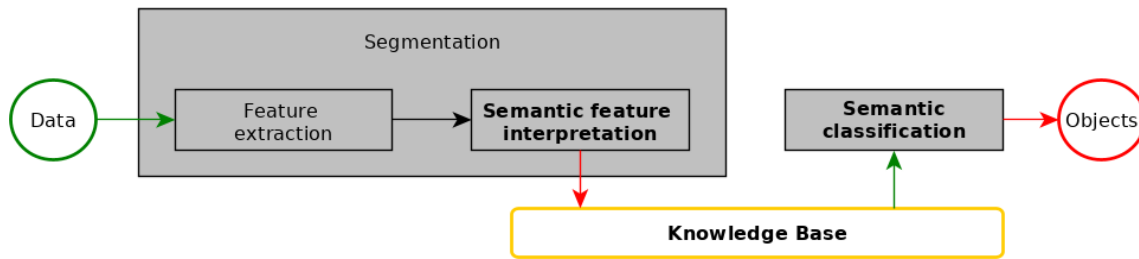 Segmentation
Data
Feature
extraction
Semantic feature
interpretation
Semantic
classification
Objects
Knowledge Base